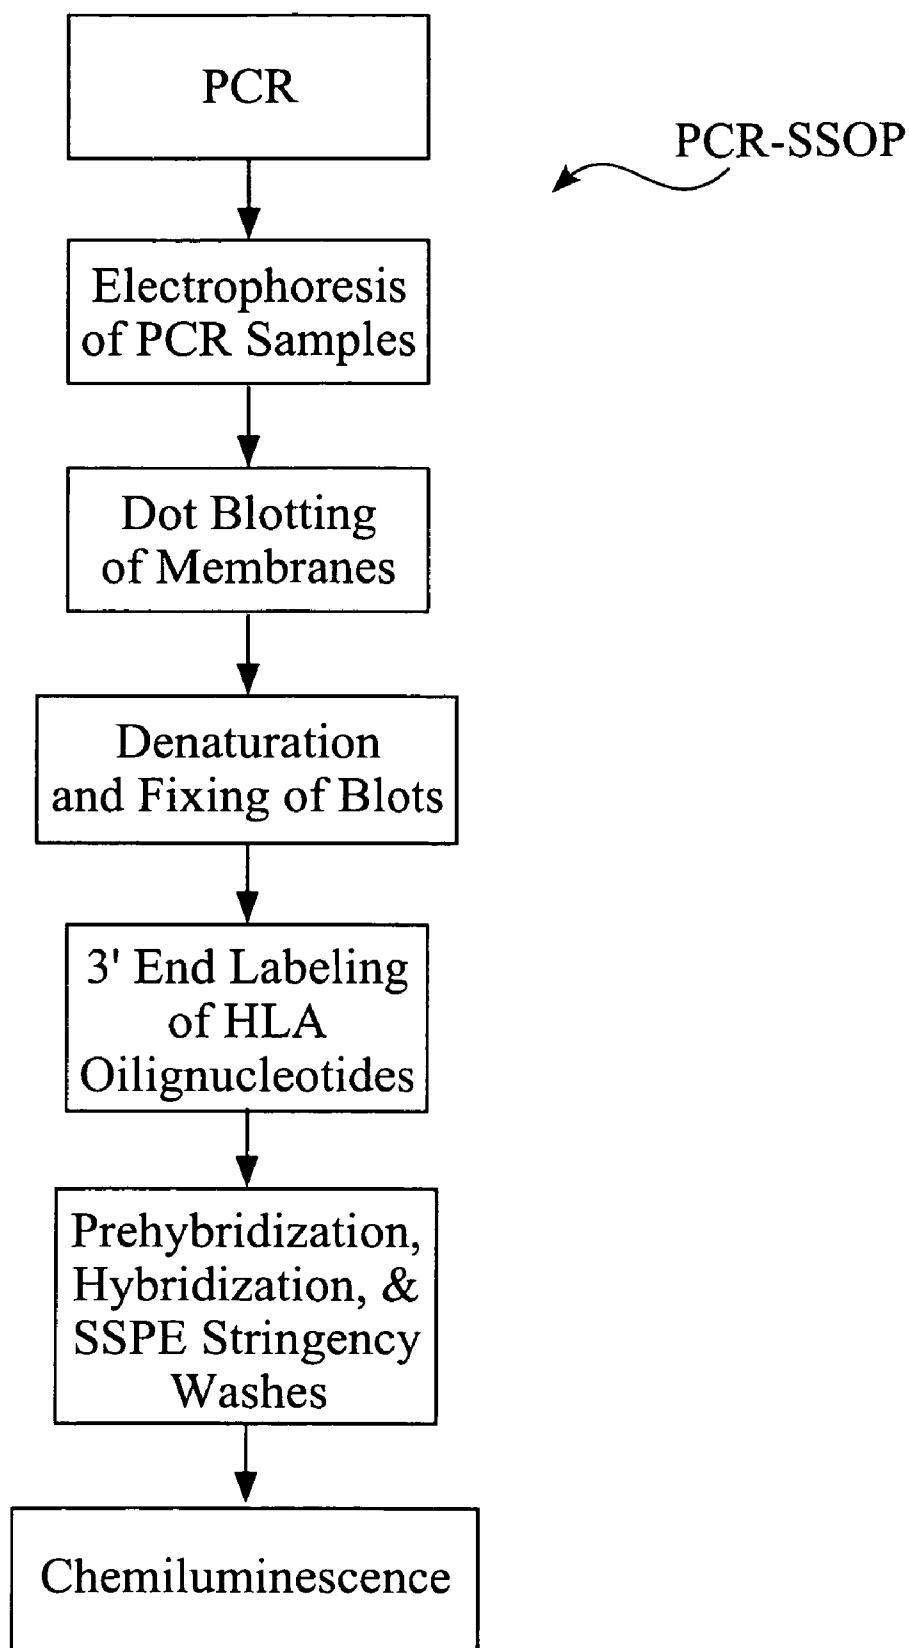 PCR
PCR-SSOP
Electrophoresis
of PCR Samples
Dot Blotting
of Membranes
Denaturation
and Fixing of Blots
3' End Labeling
of HLA
Oilignucleotides
Prehybridization,
Hybridization, &
SSPE Stringency
Washes
Chemiluminescence